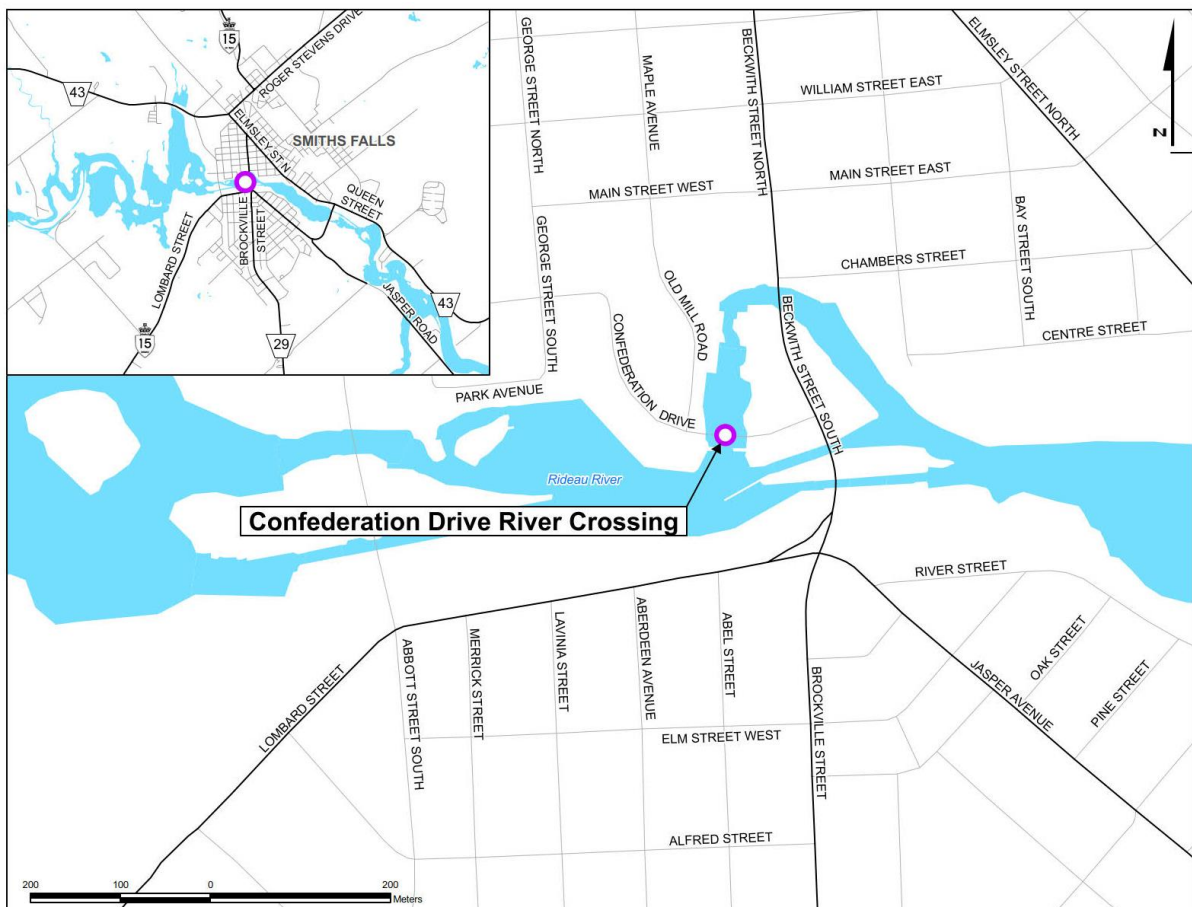 15
ROGER STEVENS DRIVE
43
ELMSLEY ST N
SMITHS FALLS
QUEEN
STREET
LOMBARD STREET
BROCKVILLE
STREET
JASPER ROAD
43
15
29
GEORGE STREET NORTH
MAPLE AVENUE
BECKWITH STREET NORTH
WILLIAM STREET EAST
ELMSLEY STREET NORTH
N
MAIN STREET WEST
MAIN STREET EAST
BAY STREET SOUTH
GEORGE STREET SOUTH
OLD MILL ROAD
CHAMBERS STREET
CENTRE STREET
CONFEDERATION DRIVE
BECKWITH STREET SOUTH
PARK AVENUE
Rideau River
Confederation Drive River Crossing
RIVER STREET
LOMBARD STREET
ABBOTT STREET SOUTH
MERRICK STREET
LAVINIA STREET
ABERDEEN AVENUE
ABEL STREET
BROCKVILLE STREET
JASPER AVENUE
OAK STREET
PINE STREET
ELM STREET WEST
ALFRED STREET
200 100 0 200
Meters